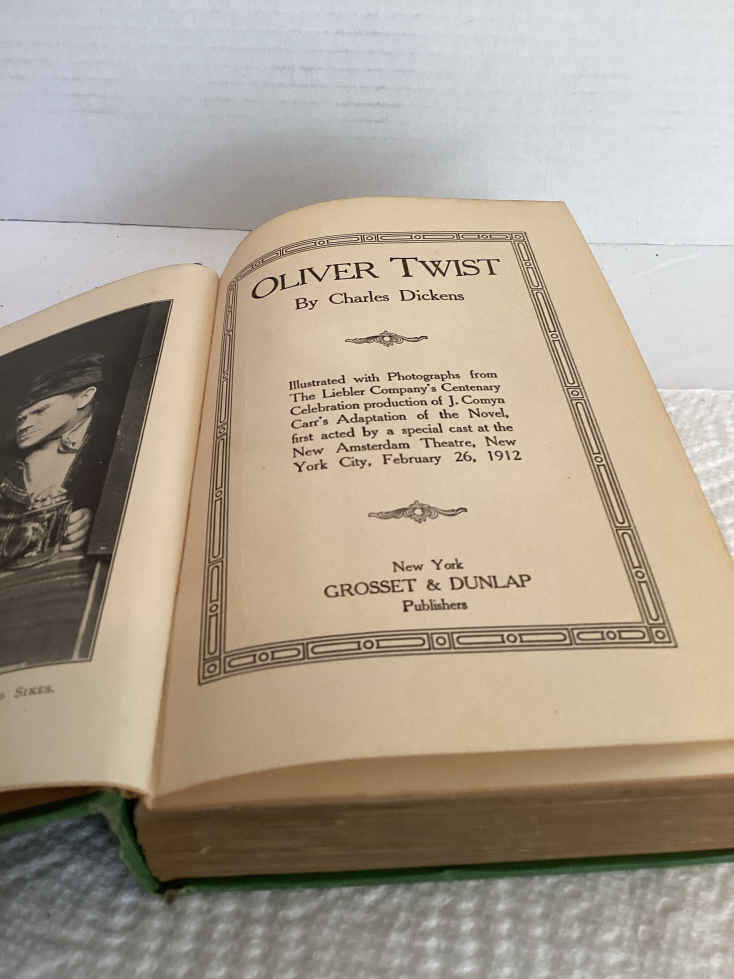 SIKES.
OLIVER TWIST
By Charles Dickens
Illustrated with Photographs from
The Liebler Company's Centenary
Celebration production of J. Comyn
Carr's Adaptation of the Novel,
first acted by a special cast at the
New Amsterdam Theatre, New
York City, February 26, 1912
New York
GROSSET & DUNLAP
Publishers